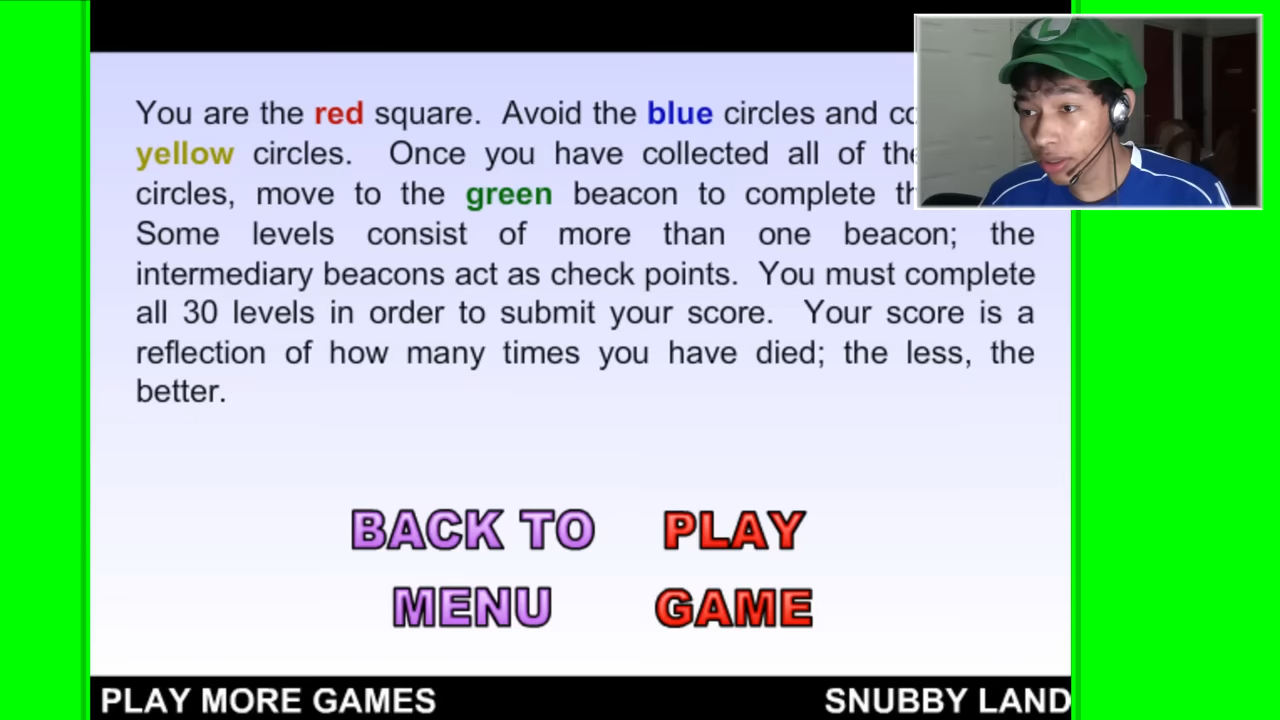 You are the red square. Avoid the blue circles and
yellow circles. Once you have collected all of
circles, move to the green beacon to complete
Some levels consist of more than one beacon; the
intermediary beacons act as check points. You must complete
all 30 levels in order to submit your score. Your score is a
reflection of how many times you have died; the less, the
better.
BACK TO
MENU
PLAY
GAME
PLAY MORE GAMES
SNUBBY LAND
L